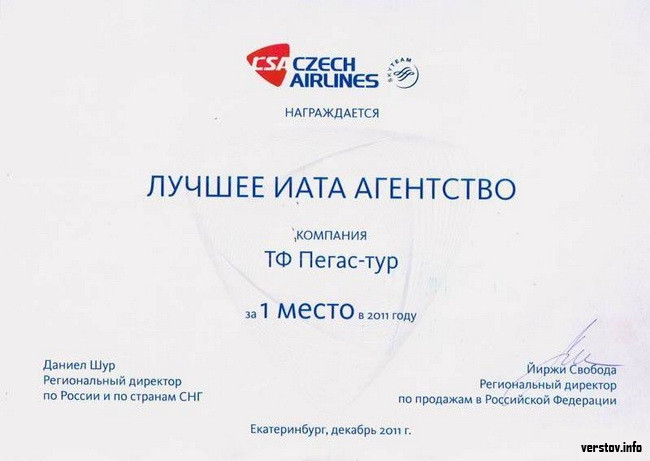 CSA CZECH
AIRLINES
SKYTEAM
НАГРАЖДАЕТСЯ
ЛУЧШЕЕ ИАТА АГЕНТСТВО
КОМПАНИЯ
ТФ Пегас-тур
за 1 место в 2011 году
Даниел Шур
Региональный директор
по России и по странам СНГ
Йиржи Свобода
Региональный директор
по продажам в Российской Федерации
Екатеринбург, декабрь 2011 г.
verstov.info